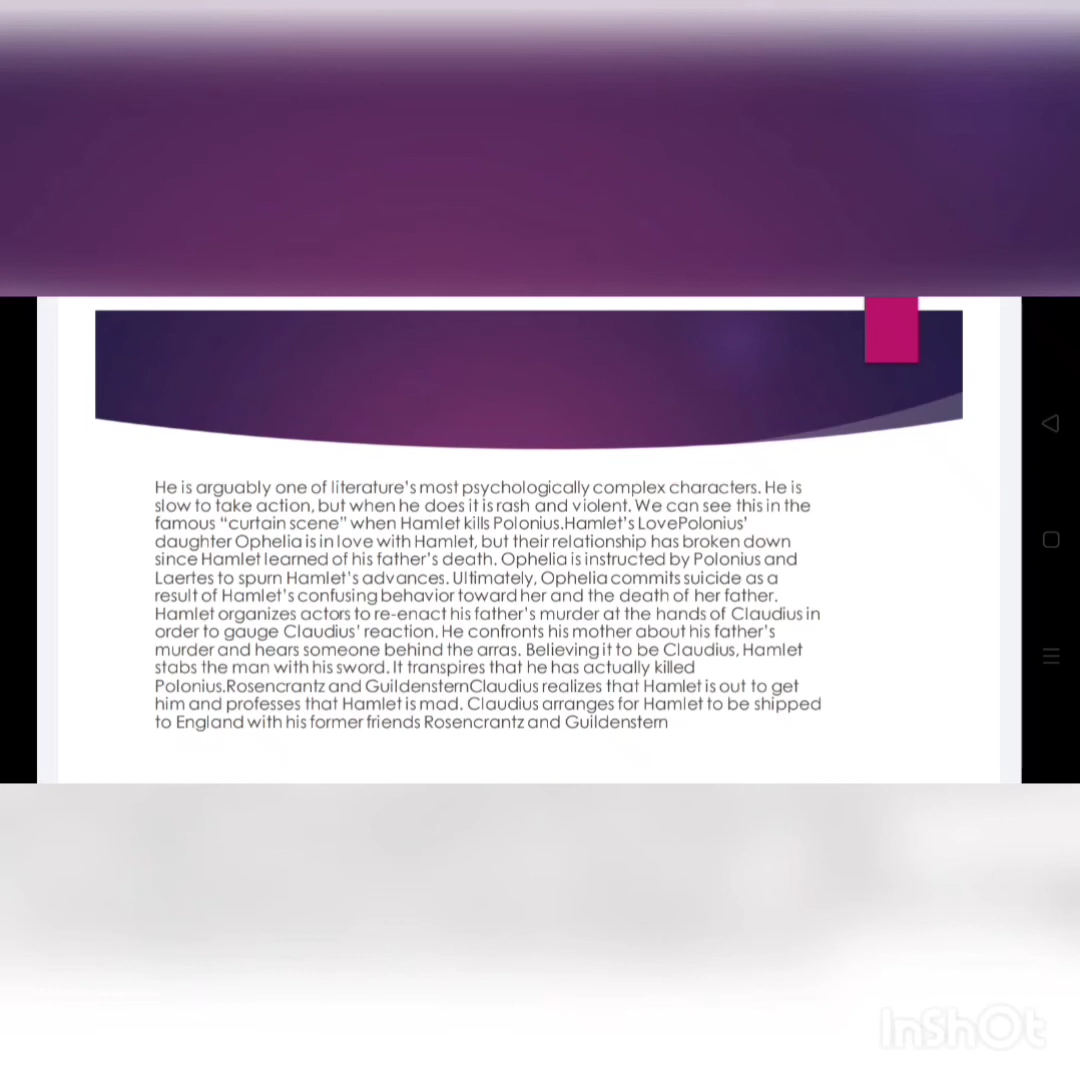 He is arguably one of literature's most psychologically complex characters. He is
slow to take action, but when he does it is rash and violent. We can see this in the
famous “curtain scene” when Hamlet kills Polonius.Hamlet's LovePolonius'
daughter Ophelia is in love with Hamlet, but their relationship has broken down
since Hamlet learned of his father's death. Ophelia is instructed by Polonius and
Laertes to spurn Hamlet's advances. Ultimately, Ophelia commits suicide as a
result of Hamlet's confusing behavior toward her and the death of her father.
Hamlet organizes actors to re-enact his father's murder at the hands of Claudius in
order to gauge Claudius' reaction. He confronts his mother about his father's
murder and hears someone behind the arras. Believing it to be Claudius, Hamlet
stabs the man with his sword. It transpires that he has actually killed
Polonius.Rosencrantz and GuildensternClaudius realizes that Hamlet is out to get
him and professes that Hamlet is mad. Claudius arranges for Hamlet to be shipped
to England with his former friends Rosencrantz and Guildenstern
InShOt